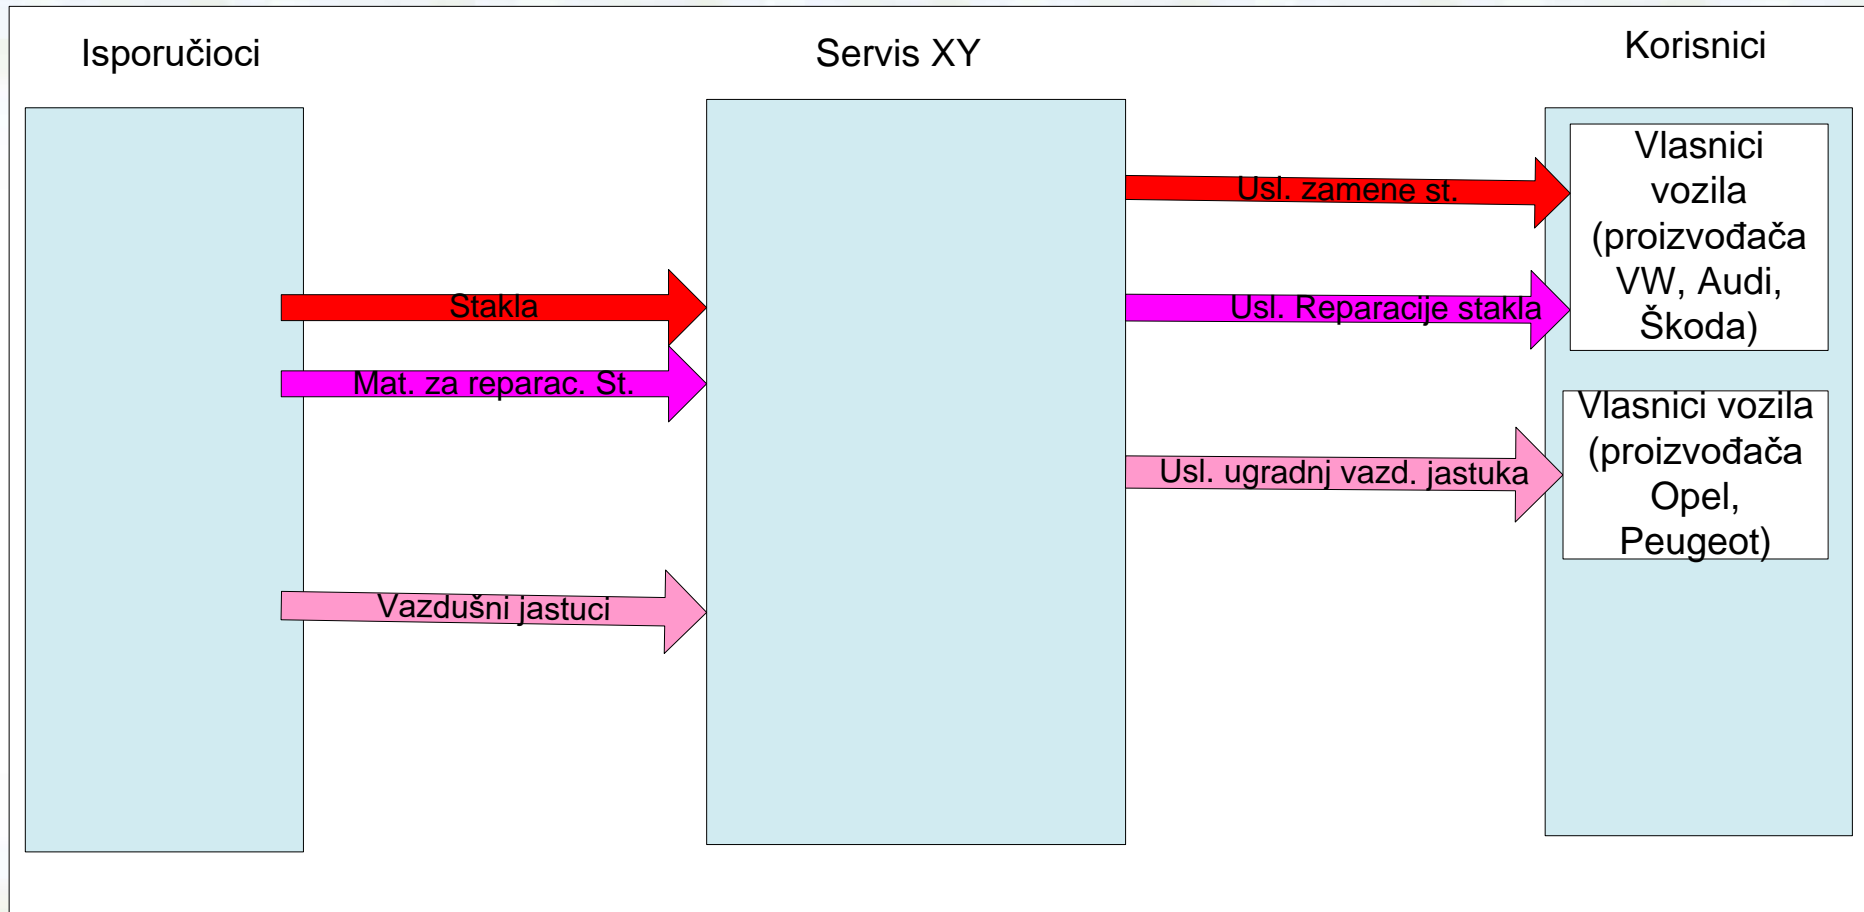 Isporučioci
Servis XY
Korisnici
Stakla
Mat. za reparac. St.
Vazdušni jastuci
Usl. zamene st.
Usl. Reparacije stakla
Usl. ugradnj vazd. jastuka
Vlasnici
vozila
(proizvođača
VW, Audi,
Škoda)
Vlasnici vozila
(proizvođača
Opel,
Peugeot)